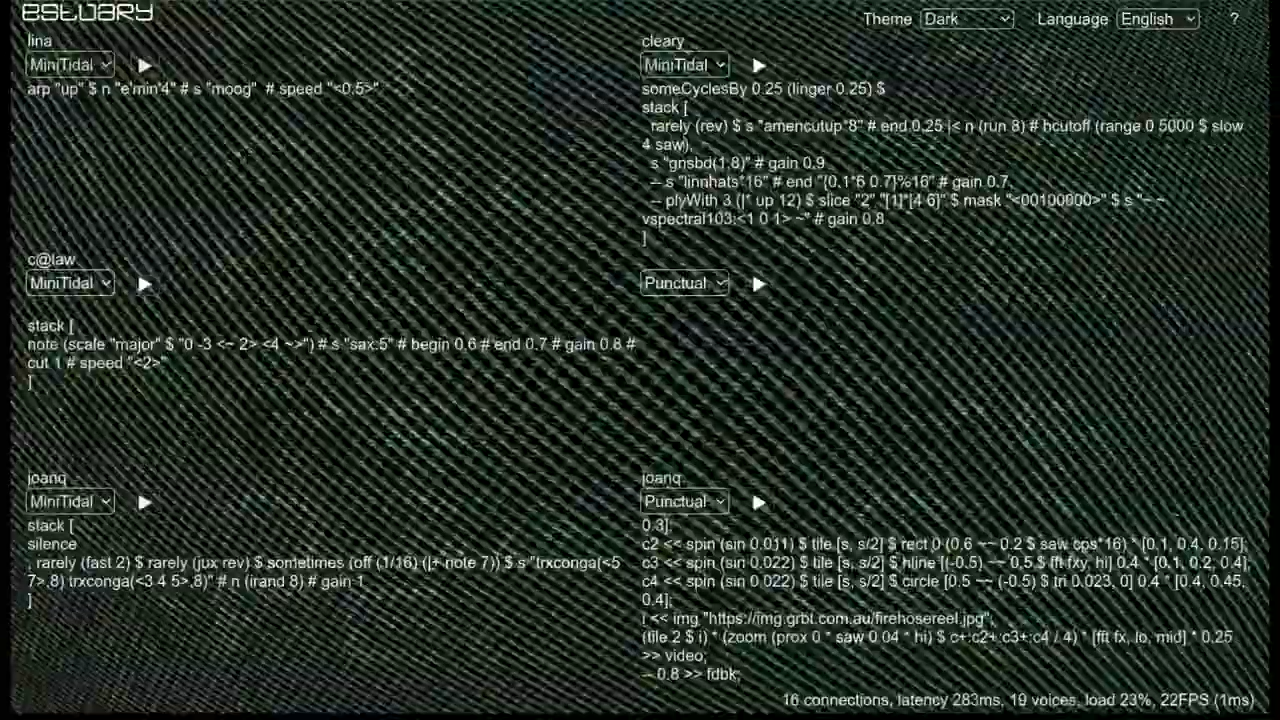 estuary
Theme Dark Language English ?
lina
MiniTidal
arp "up" $ n "e'min'4" # s "moog" # speed "<0.5>"
cleary
MiniTidal
someCyclesBy 0.25 (linger 0.25) $
stack [
rarely (rev) $ s "amencutup*8" # end 0.25 |< n (run 8) # hcutoff (range 0 5000 $ slow
4 saw),
s "gnsbd(1,8)" # gain 0.9
-- s "linnhats*16" # end "{0.1*6 0.7}%16" # gain 0.7,
-- plyWith 3 (|* up 12) $ slice "2" "[1]*[4 6]" $ mask "<00100000>" $ s "~ ~
vspectral103:<1 0 1> ~" # gain 0.8
]
c@law
MiniTidal
stack [
note (scale "major" $ "0 -3 <~ 2> <4 ~>") # s "sax:5" # begin 0.6 # end 0.7 # gain 0.8 #
cut 1 # speed "<2>"
]
Punctual
joanq
MiniTidal
stack [
silence
, rarely (fast 2) $ rarely (jux rev) $ sometimes (off (1/16) (|+ note 7)) $ s "trxconga(<5
7>,8) trxconga(<3 4 5>,8)" # n (irand 8) # gain 1
]
joanq
Punctual
0.3];
c2 << spin (sin 0.011) $ tile [s, s/2] $ rect 0 (0.6 ~~ 0.2 $ saw cps*16) * [0.1, 0.4, 0.15];
c3 << spin (sin 0.022) $ tile [s, s/2] $ hline [(-0.5) ~~ 0.5 $ fft fxy, hi] 0.4 * [0.1, 0.2, 0.4];
c4 << spin (sin 0.022) $ tile [s, s/2] $ circle [0.5 ~~ (-0.5) $ tri 0.023, 0] 0.4 * [0.4, 0.45,
0.4];
i << img "https://img.grbt.com.au/firehosereel.jpg";
(tile 2 $ i) * (zoom (prox 0 * saw 0.04 * hi) $ c+:c2+:c3+:c4 / 4) * [fft fx, lo, mid] * 0.25
>> video;
-- 0.8 >> fdbk;
16 connections, latency 283ms, 19 voices, load 23%, 22FPS (1ms)